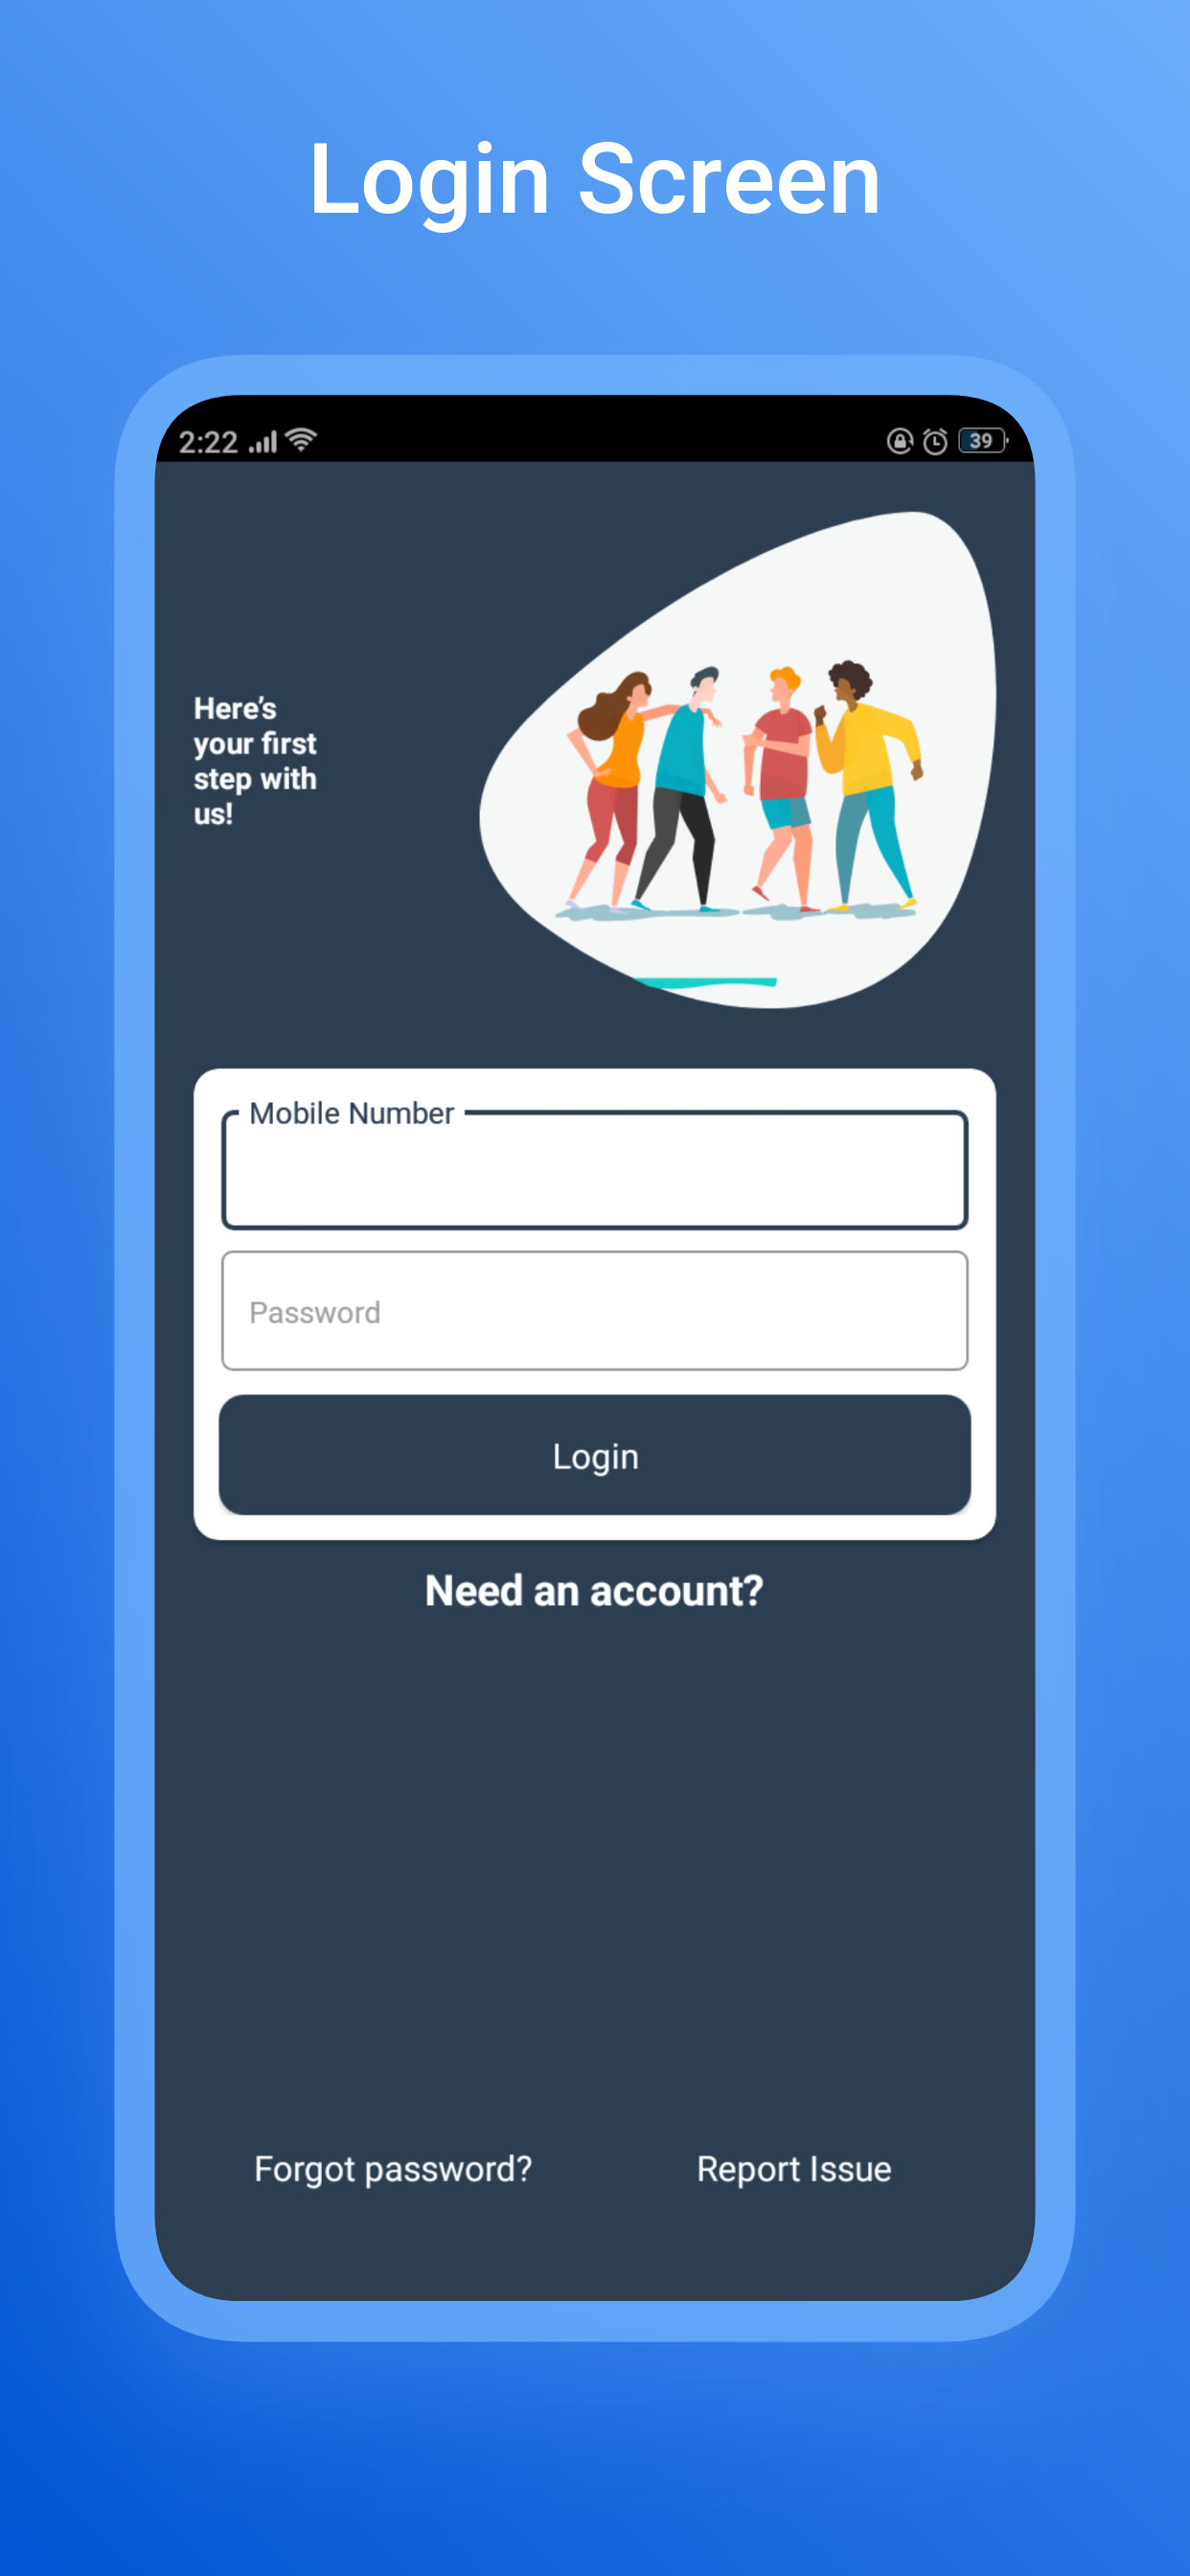 Login Screen
2:22
39
Here's
your first
step with
us!
Mobile Number
Password
Login
Need an account?
Forgot password?
Report Issue